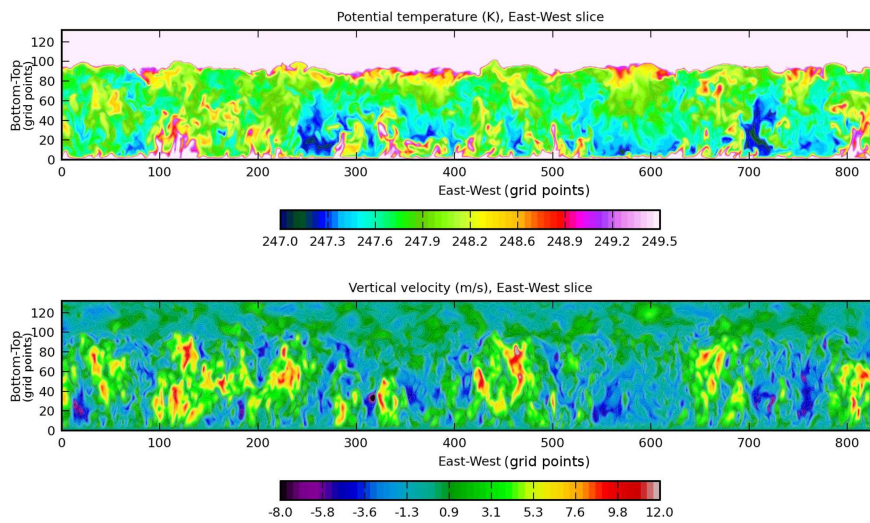 Potential temperature (K), East-West slice
120
100
80
60
40
20
0
Bottom-Top
(grid points)
0 100 200 300 400 500 600 700 800
East-West (grid points)
247.0 247.3 247.6 247.9 248.2 248.6 248.9 249.2 249.5
Vertical velocity (m/s), East-West slice
120
100
80
60
40
20
0
Bottom-Top
(grid points)
0 100 200 300 400 500 600 700 800
East-West (grid points)
-8.0 -5.8 -3.6 -1.3 0.9 3.1 5.3 7.6 9.8 12.0